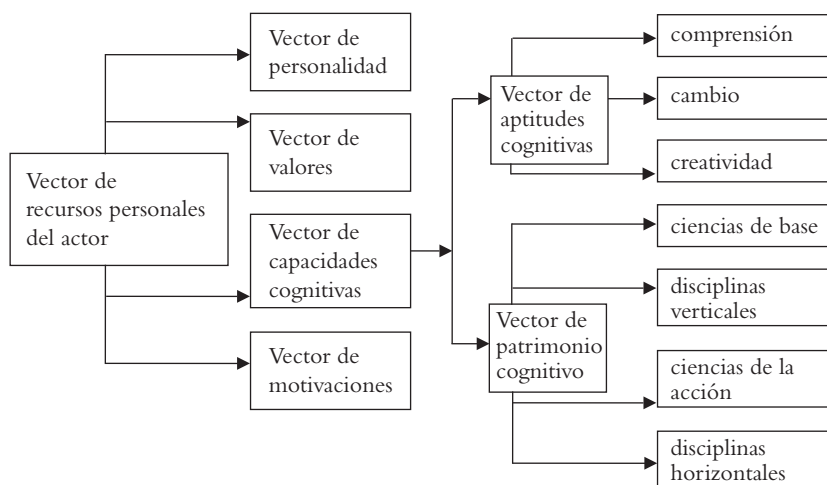 Vector de
recursos personales
del actor
Vector de
personalidad
Vector de
valores
Vector de
capacidades
cognitivas
Vector de
motivaciones
Vector de
aptitudes
cognitivas
Vector de
patrimonio
cognitivo
comprensión
cambio
creatividad
ciencias de base
disciplinas
verticales
ciencias de la
acción
disciplinas
horizontales